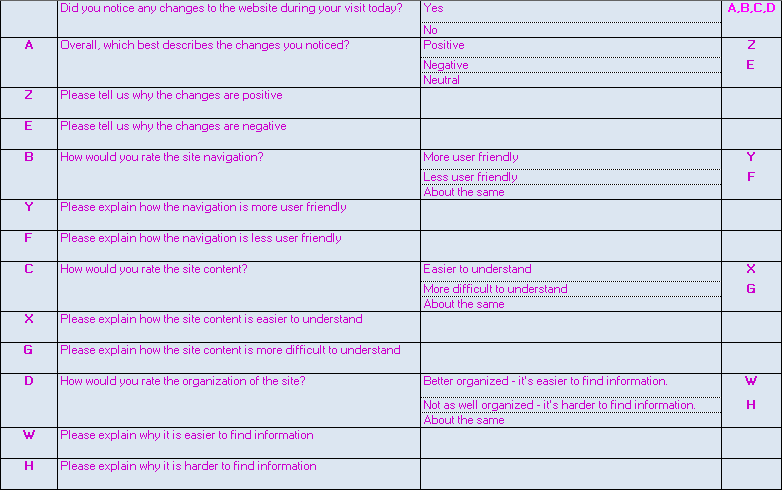 Did you notice any changes to the website during your visit today? Yes A,B,C,D
No
A Overall, which best describes the changes you noticed? Positive Z
Negative E
Neutral
Z Please tell us why the changes are positive
E Please tell us why the changes are negative
B How would you rate the site navigation? More user friendly Y
Less user friendly F
About the same
Y Please explain how the navigation is more user friendly
F Please explain how the navigation is less user friendly
C How would you rate the site content? Easier to understand X
More difficult to understand G
About the same
X Please explain how the site content is easier to understand
G Please explain how the site content is more difficult to understand
D How would you rate the organization of the site? Better organized - it's easier to find information. W
Not as well organized - it's harder to find information. H
About the same
W Please explain why it is easier to find information
H Please explain why it is harder to find information